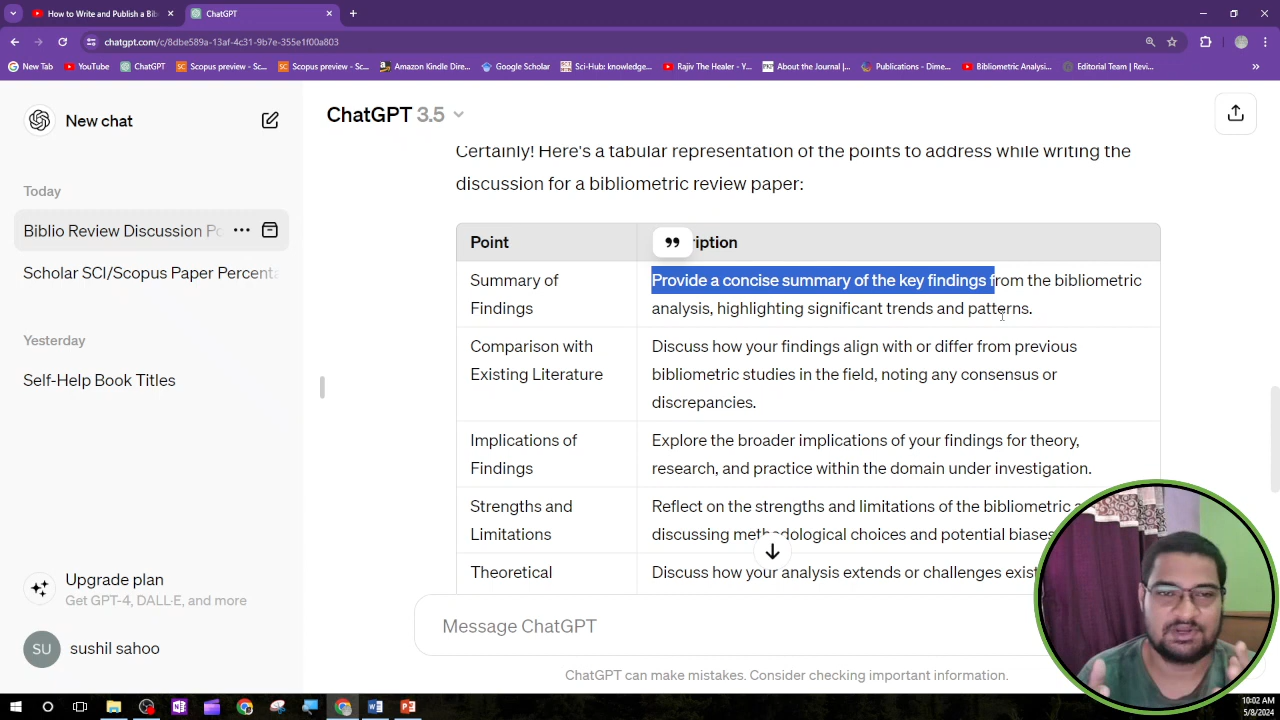 How to Write and Publish a Bib
ChatGPT
chatgpt.com/c/8dbe589a-13af-4c31-9b7e-355e1f00a803
New Tab
YouTube
ChatGPT
Scopus preview - Sc...
Scopus preview - Sc...
Amazon Kindle Dire...
Google Scholar
Sci-Hub: knowledge...
Rajiv The Healer - Y...
About the Journal |...
Publications - Dime...
Bibliometric Analysi...
Editorial Team | Revi...
New chat
ChatGPT 3.5
Today
Biblio Review Discussion Po
Scholar SCI/Scopus Paper Percenta
Yesterday
Self-Help Book Titles
Upgrade plan
Get GPT-4, DALL·E, and more
SU
sushil sahoo
Certainly! Here's a tabular representation of the points to address while writing the
discussion for a bibliometric review paper:
Point
ription
Summary of
Findings
Provide a concise summary of the key findings from the bibliometric
analysis, highlighting significant trends and patterns.
Comparison with
Existing Literature
Discuss how your findings align with or differ from previous
bibliometric studies in the field, noting any consensus or
discrepancies.
Implications of
Findings
Explore the broader implications of your findings for theory,
research, and practice within the domain under investigation.
Strengths and
Limitations
Reflect on the strengths and limitations of the bibliometric a
discussing methodological choices and potential biases
Theoretical
Discuss how your analysis extends or challenges exist
Message ChatGPT
ChatGPT can make mistakes. Consider checking important information.
10:02 AM
5/8/2024